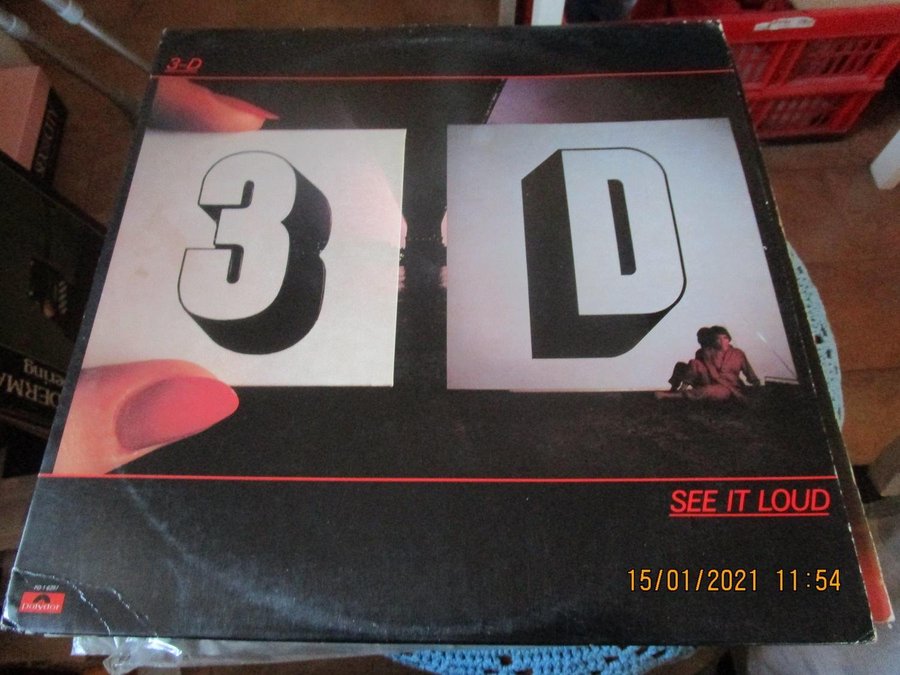 3-D
3 D
SEE IT LOUD
15/01/2021 11:54
polydor